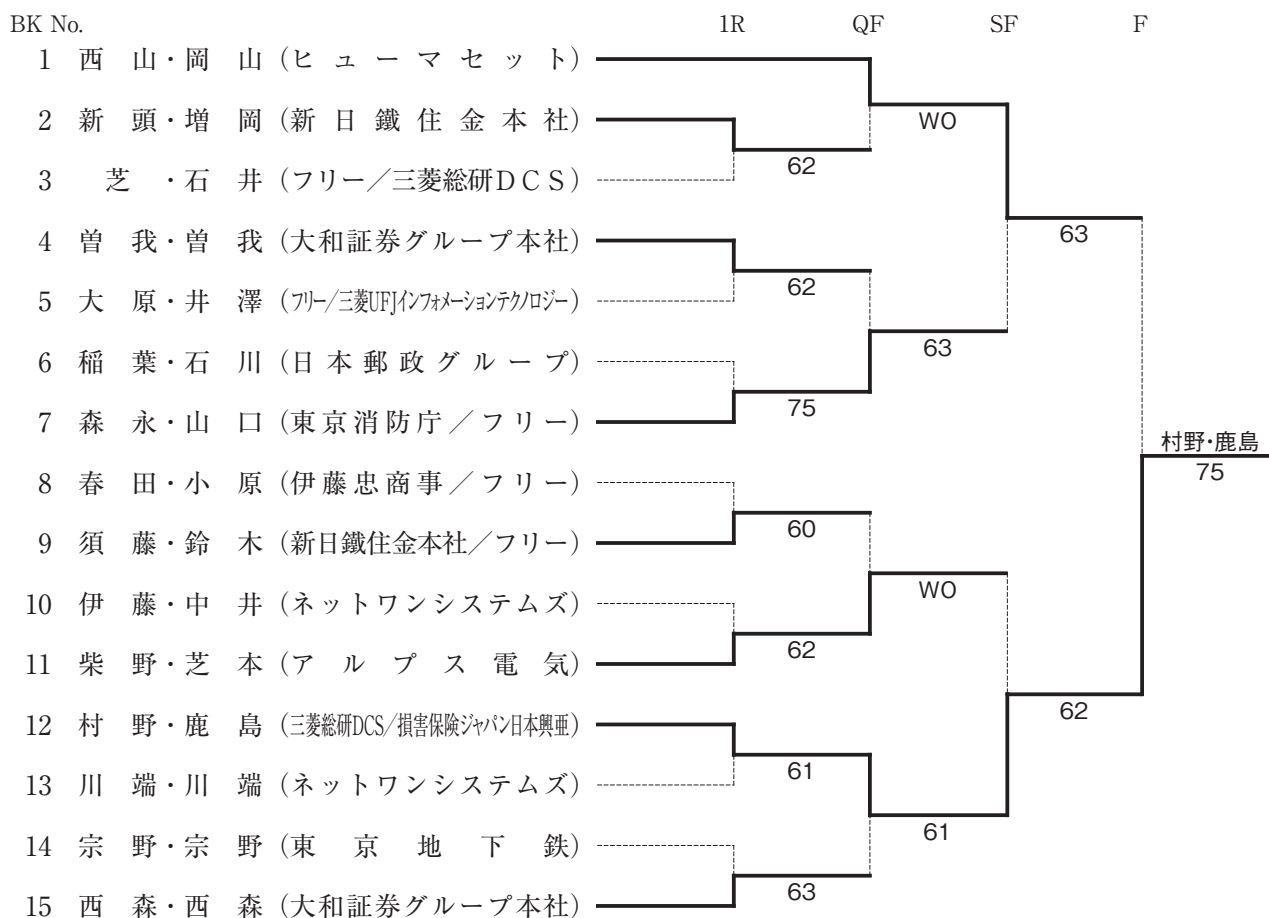 BK No. 1R QF SF F
1 西山・岡山（ヒューマセット）
WO
2 新頭・増岡（新日鐵住金本社）
62
3 芝・石井（フリー／三菱総研DCS）
63
4 曽我・曽我（大和証券グループ本社）
62
5 大原・井澤（フリー/三菱UFJインフォメーションテクノロジー）
63
6 稲葉・石川（日本郵政グループ）
75
7 森永・山口（東京消防庁／フリー）
村野・鹿島
75
8 春田・小原（伊藤忠商事／フリー）
60
9 須藤・鈴木（新日鐵住金本社／フリー）
WO
10 伊藤・中井（ネットワンシステムズ）
62
11 柴野・芝本（アルプス電気）
62
12 村野・鹿島（三菱総研DCS/損害保険ジャパン日本興亜）
61
13 川端・川端（ネットワンシステムズ）
61
14 宗野・宗野（東京地下鉄）
63
15 西森・西森（大和証券グループ本社）